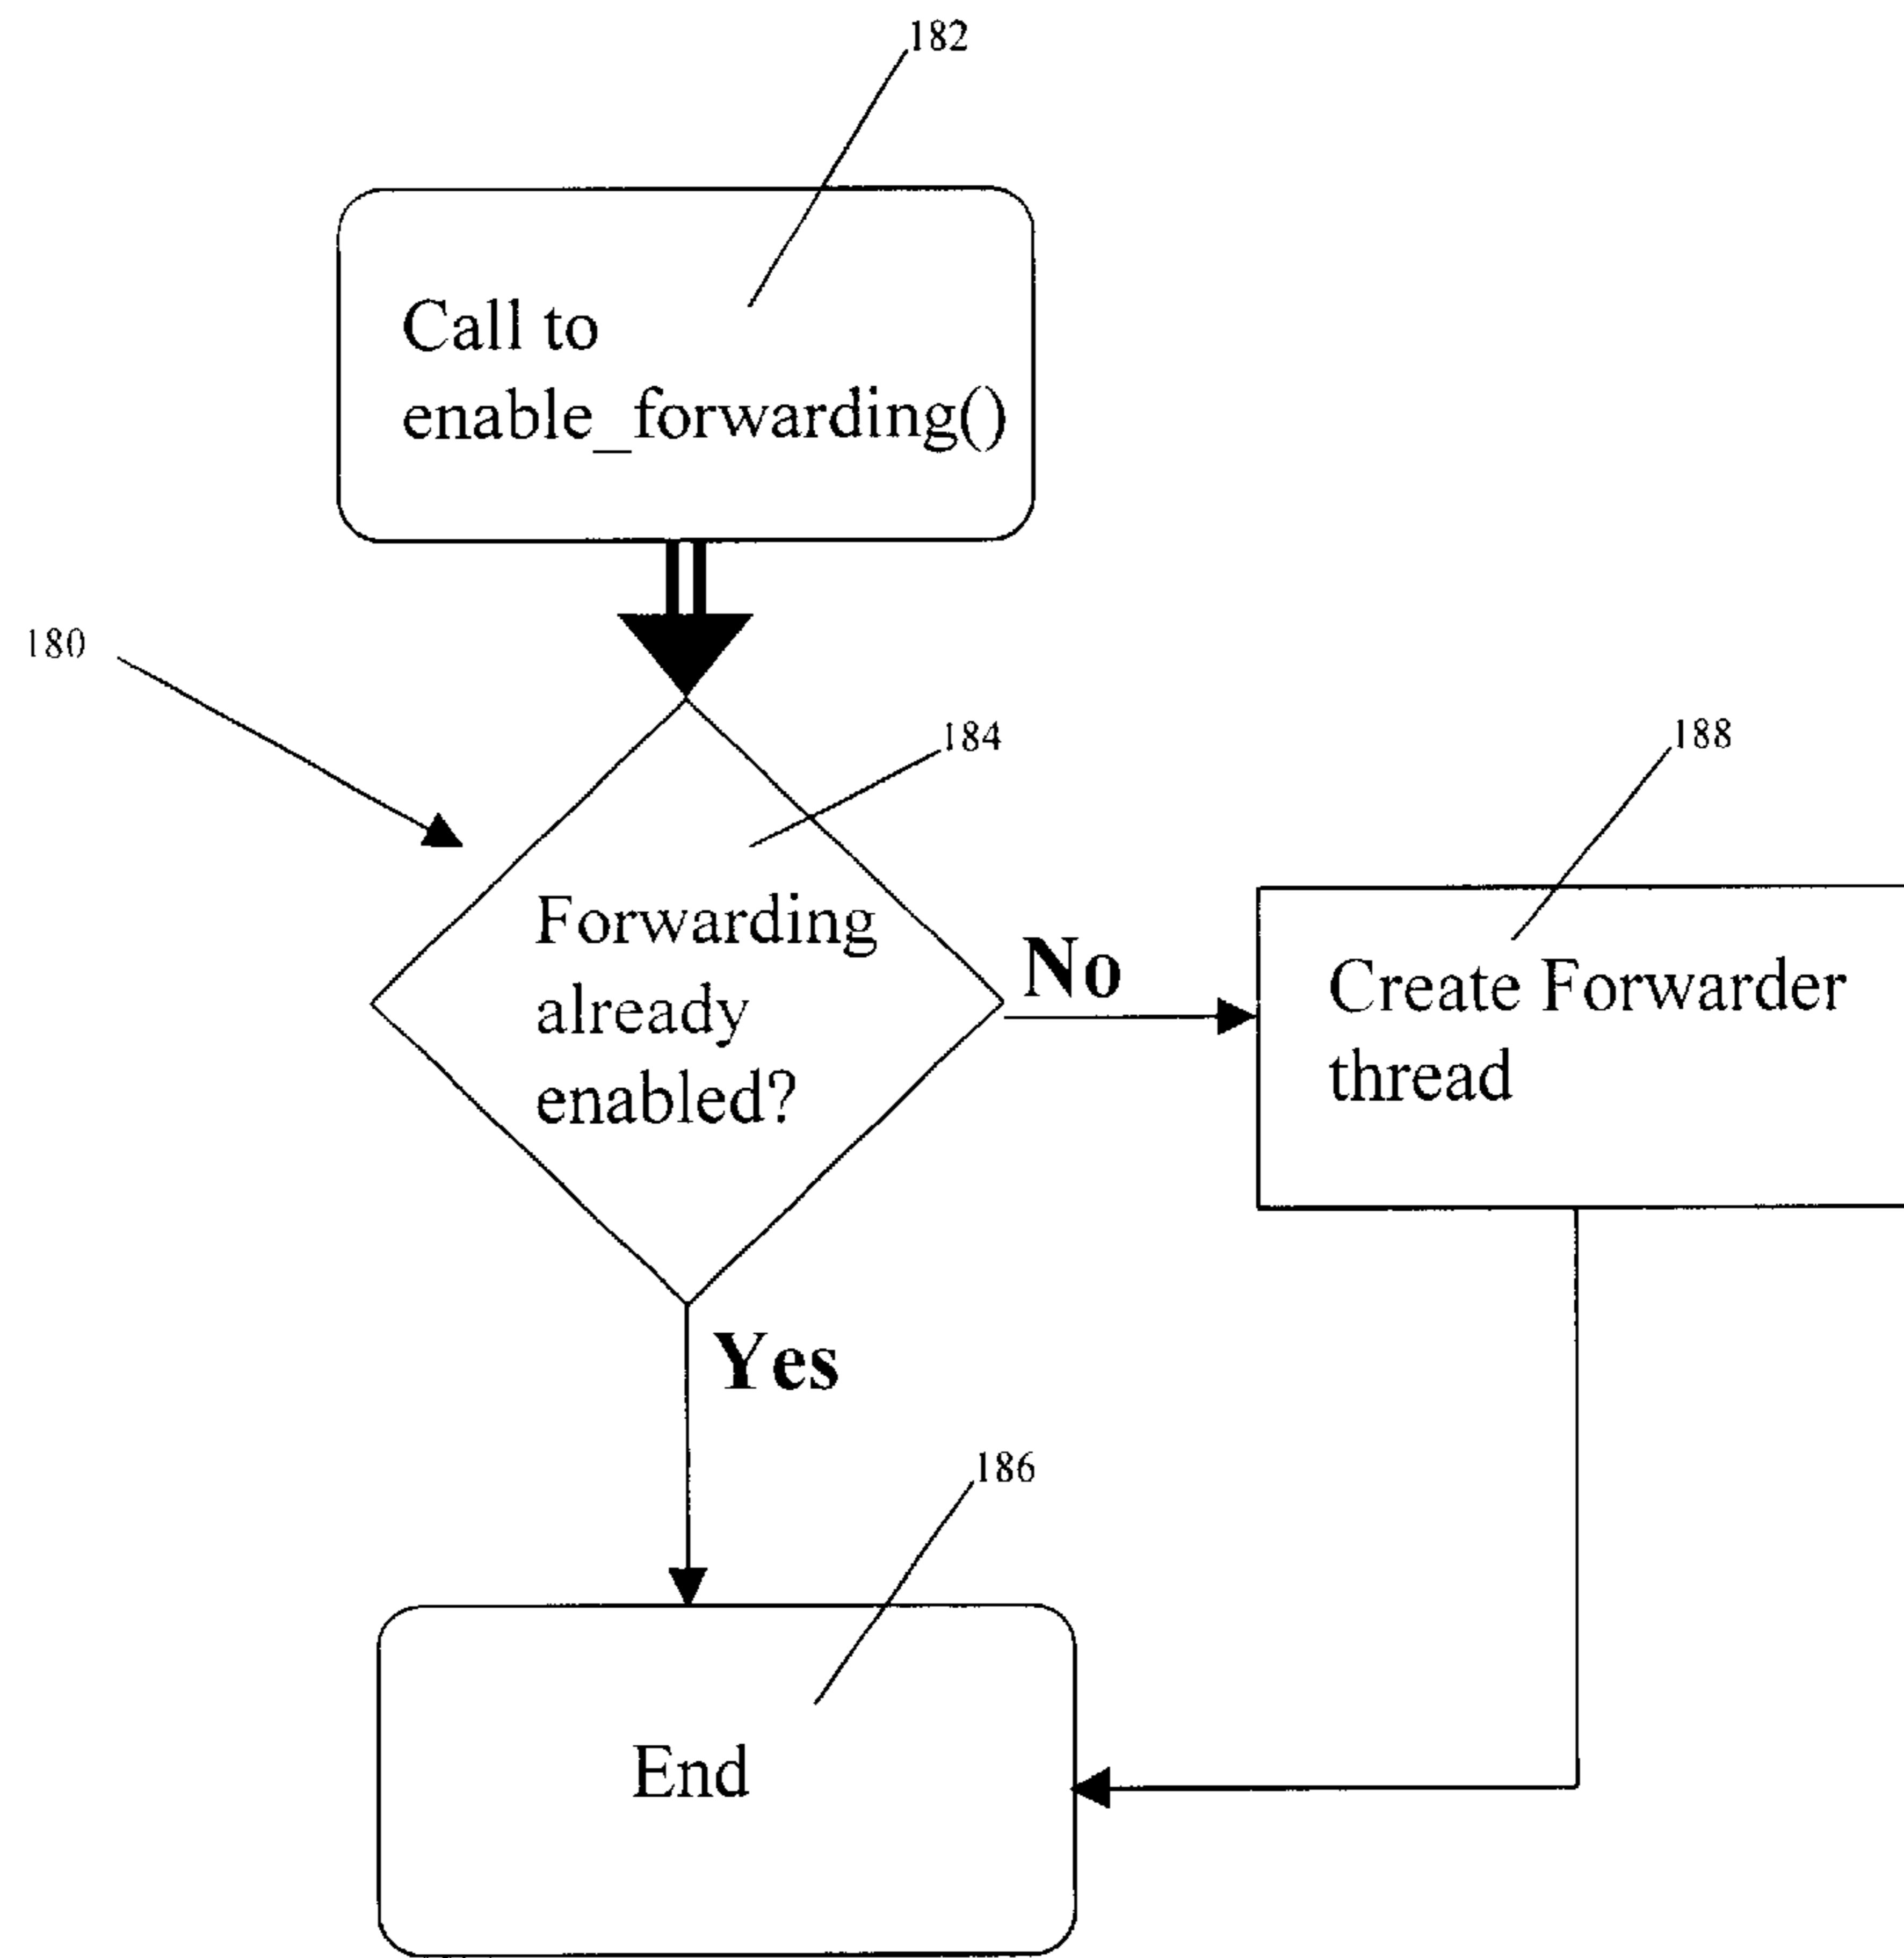 182
Call to
enable_forwarding()
180
184
188
Forwarding
already
enabled?
No
Create Forwarder
thread
Yes
186
End